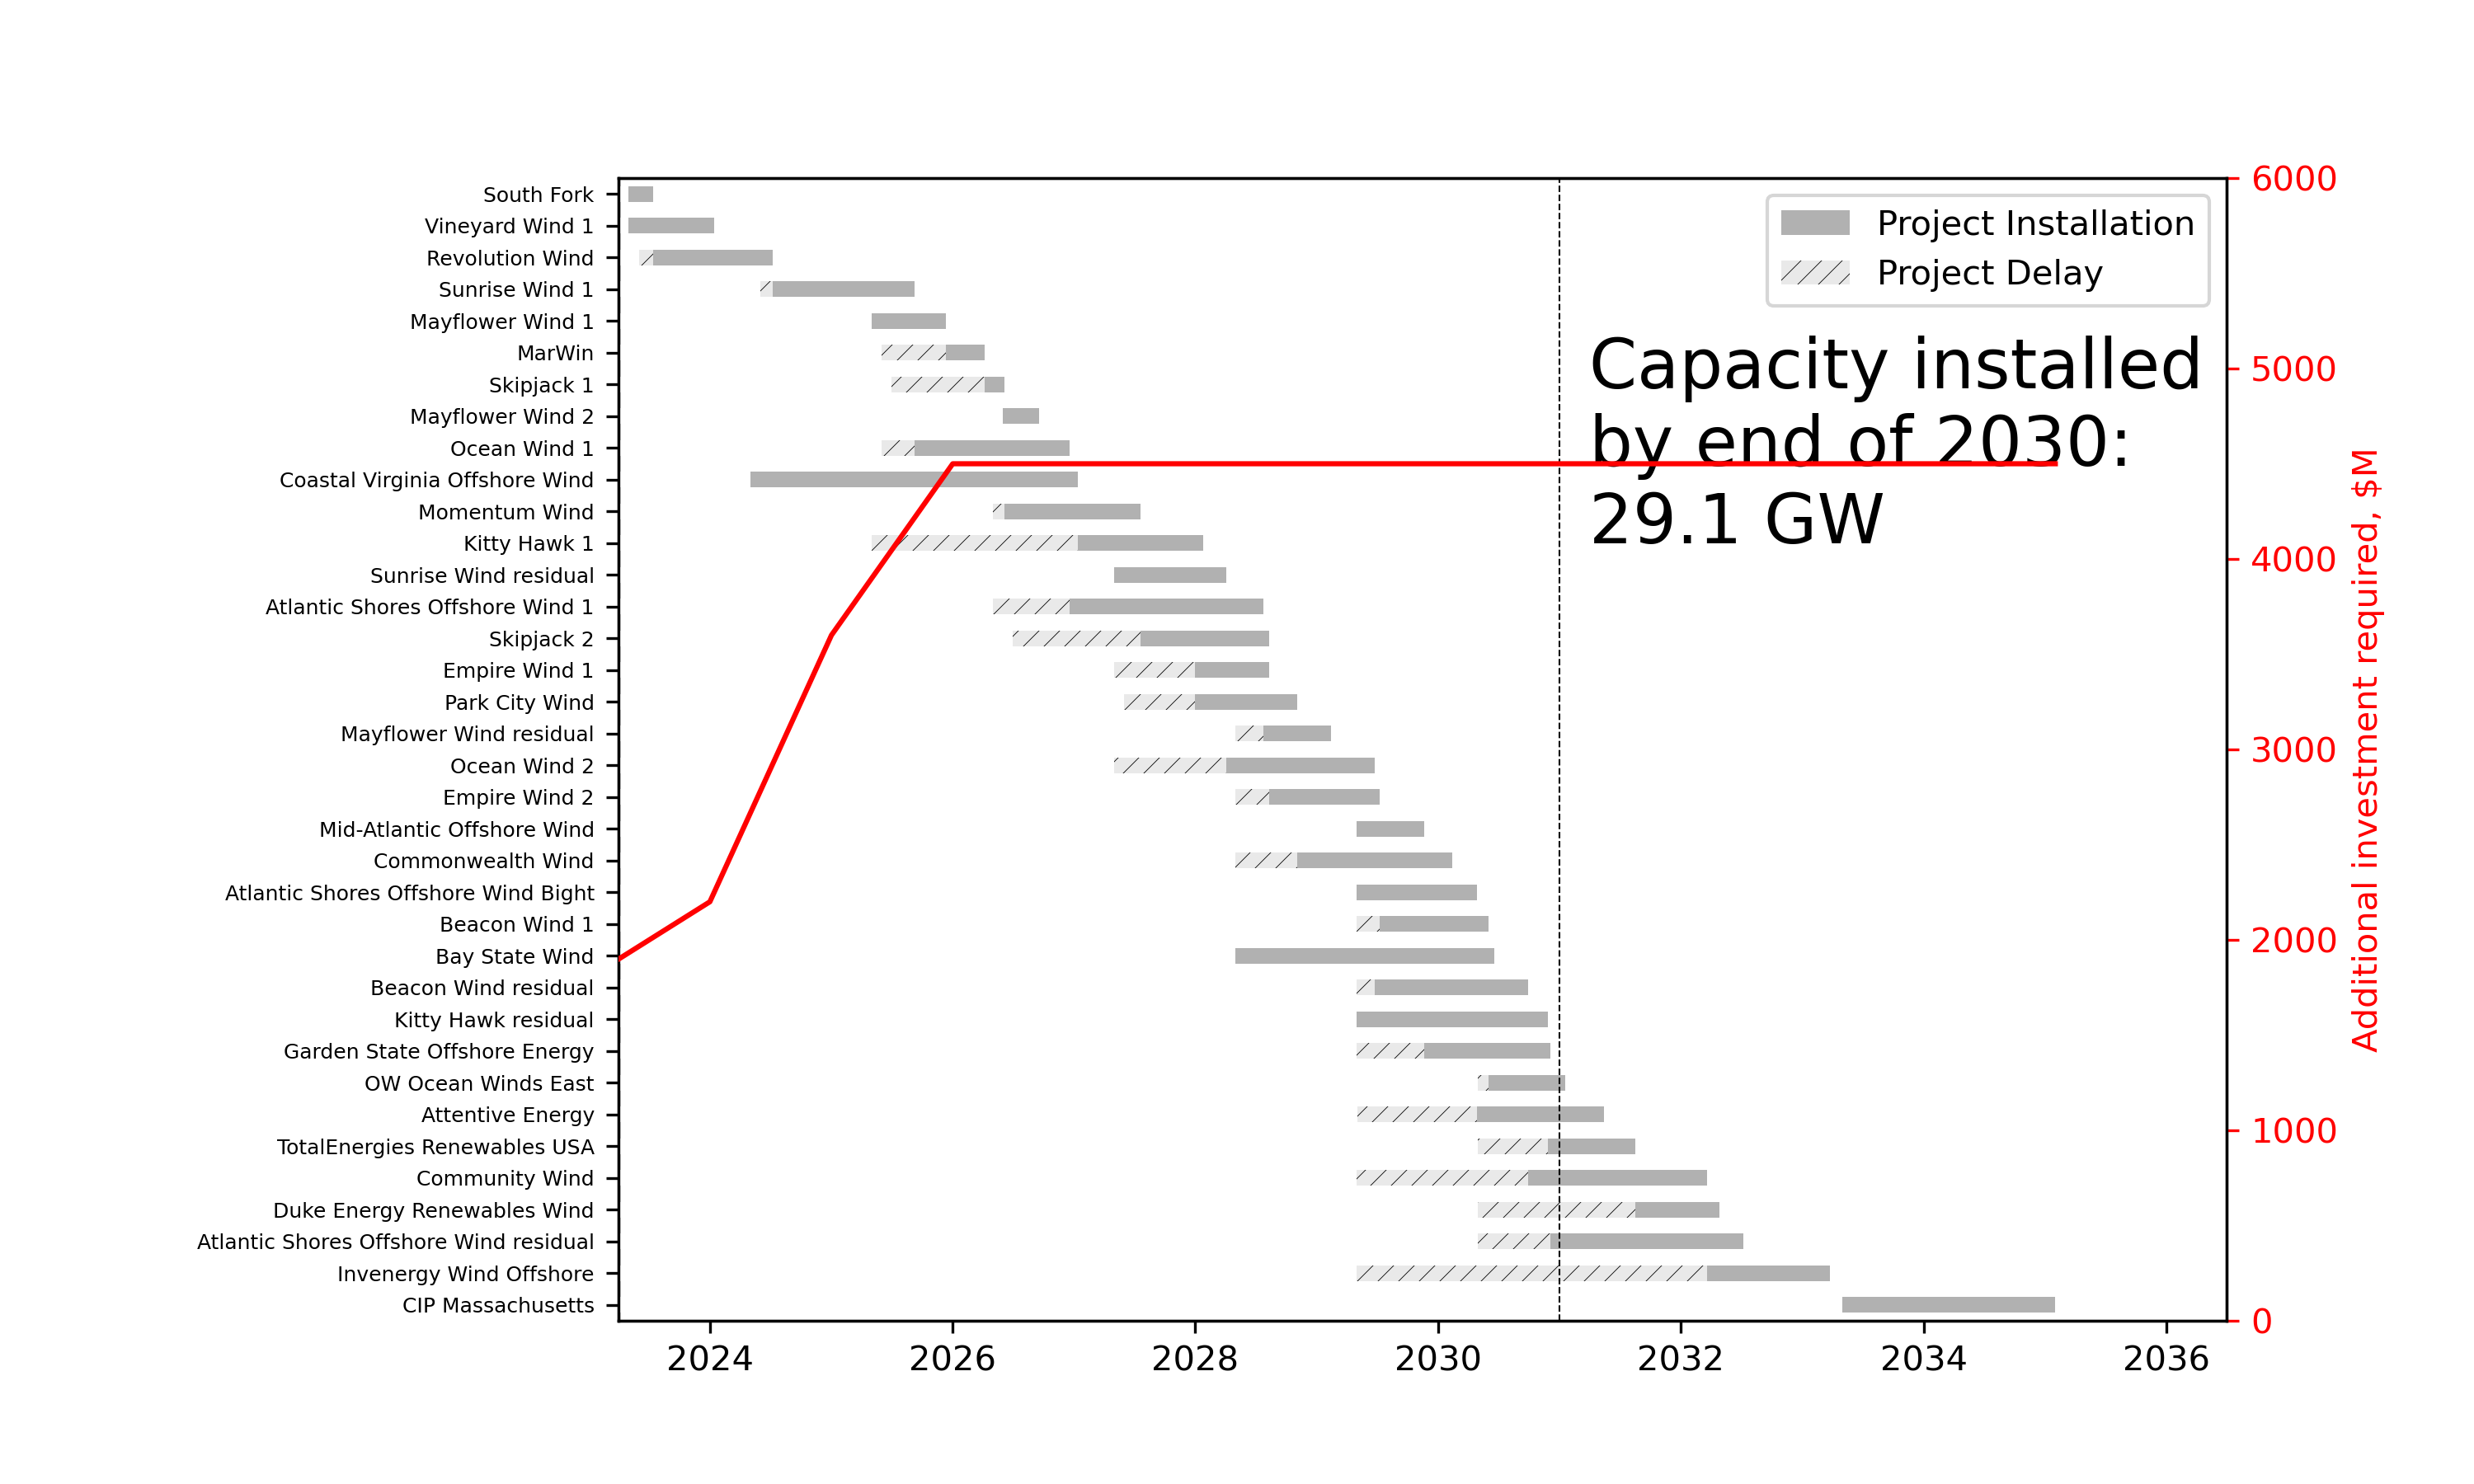 South Fork
Vineyard Wind 1
Revolution Wind
Sunrise Wind 1
Mayflower Wind 1
MarWin
Skipjack 1
Mayflower Wind 2
Ocean Wind 1
Coastal Virginia Offshore Wind
Momentum Wind
Kitty Hawk 1
Sunrise Wind residual
Atlantic Shores Offshore Wind 1
Skipjack 2
Empire Wind 1
Park City Wind
Mayflower Wind residual
Ocean Wind 2
Empire Wind 2
Mid-Atlantic Offshore Wind
Commonwealth Wind
Atlantic Shores Offshore Wind Bight
Beacon Wind 1
Bay State Wind
Beacon Wind residual
Kitty Hawk residual
Garden State Offshore Energy
OW Ocean Winds East
Attentive Energy
TotalEnergies Renewables USA
Community Wind
Duke Energy Renewables Wind
Atlantic Shores Offshore Wind residual
Invenergy Wind Offshore
CIP Massachusetts
2024
2026
2028
2030
2032
2034
2036
Project Installation
Project Delay
Capacity installed
by end of 2030:
29.1 GW
6000
5000
4000
3000
2000
1000
0
Additional investment required, $M